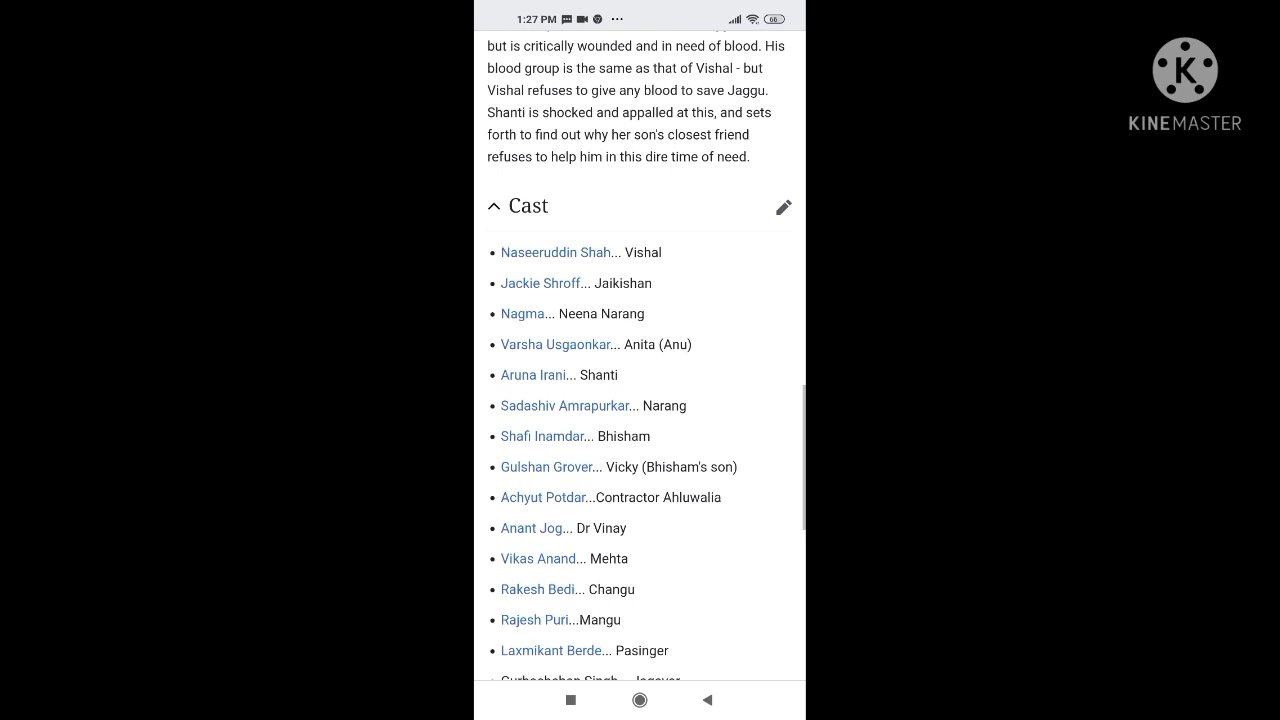 1:27 PM ... 66
but is critically wounded and in need of blood. His
blood group is the same as that of Vishal - but
Vishal refuses to give any blood to save Jaggu.
Shanti is shocked and appalled at this, and sets
forth to find out why her son's closest friend
refuses to help him in this dire time of need.
Cast
• Naseeruddin Shah... Vishal
• Jackie Shroff... Jaikishan
• Nagma... Neena Narang
• Varsha Usgaonkar... Anita (Anu)
• Aruna Irani... Shanti
• Sadashiv Amrapurkar... Narang
• Shafi Inamdar... Bhisham
• Gulshan Grover... Vicky (Bhisham's son)
• Achyut Potdar...Contractor Ahluwalia
• Anant Jog... Dr Vinay
• Vikas Anand... Mehta
• Rakesh Bedi... Changu
• Rajesh Puri...Mangu
• Laxmikant Berde... Pasinger
K
KINEMASTER